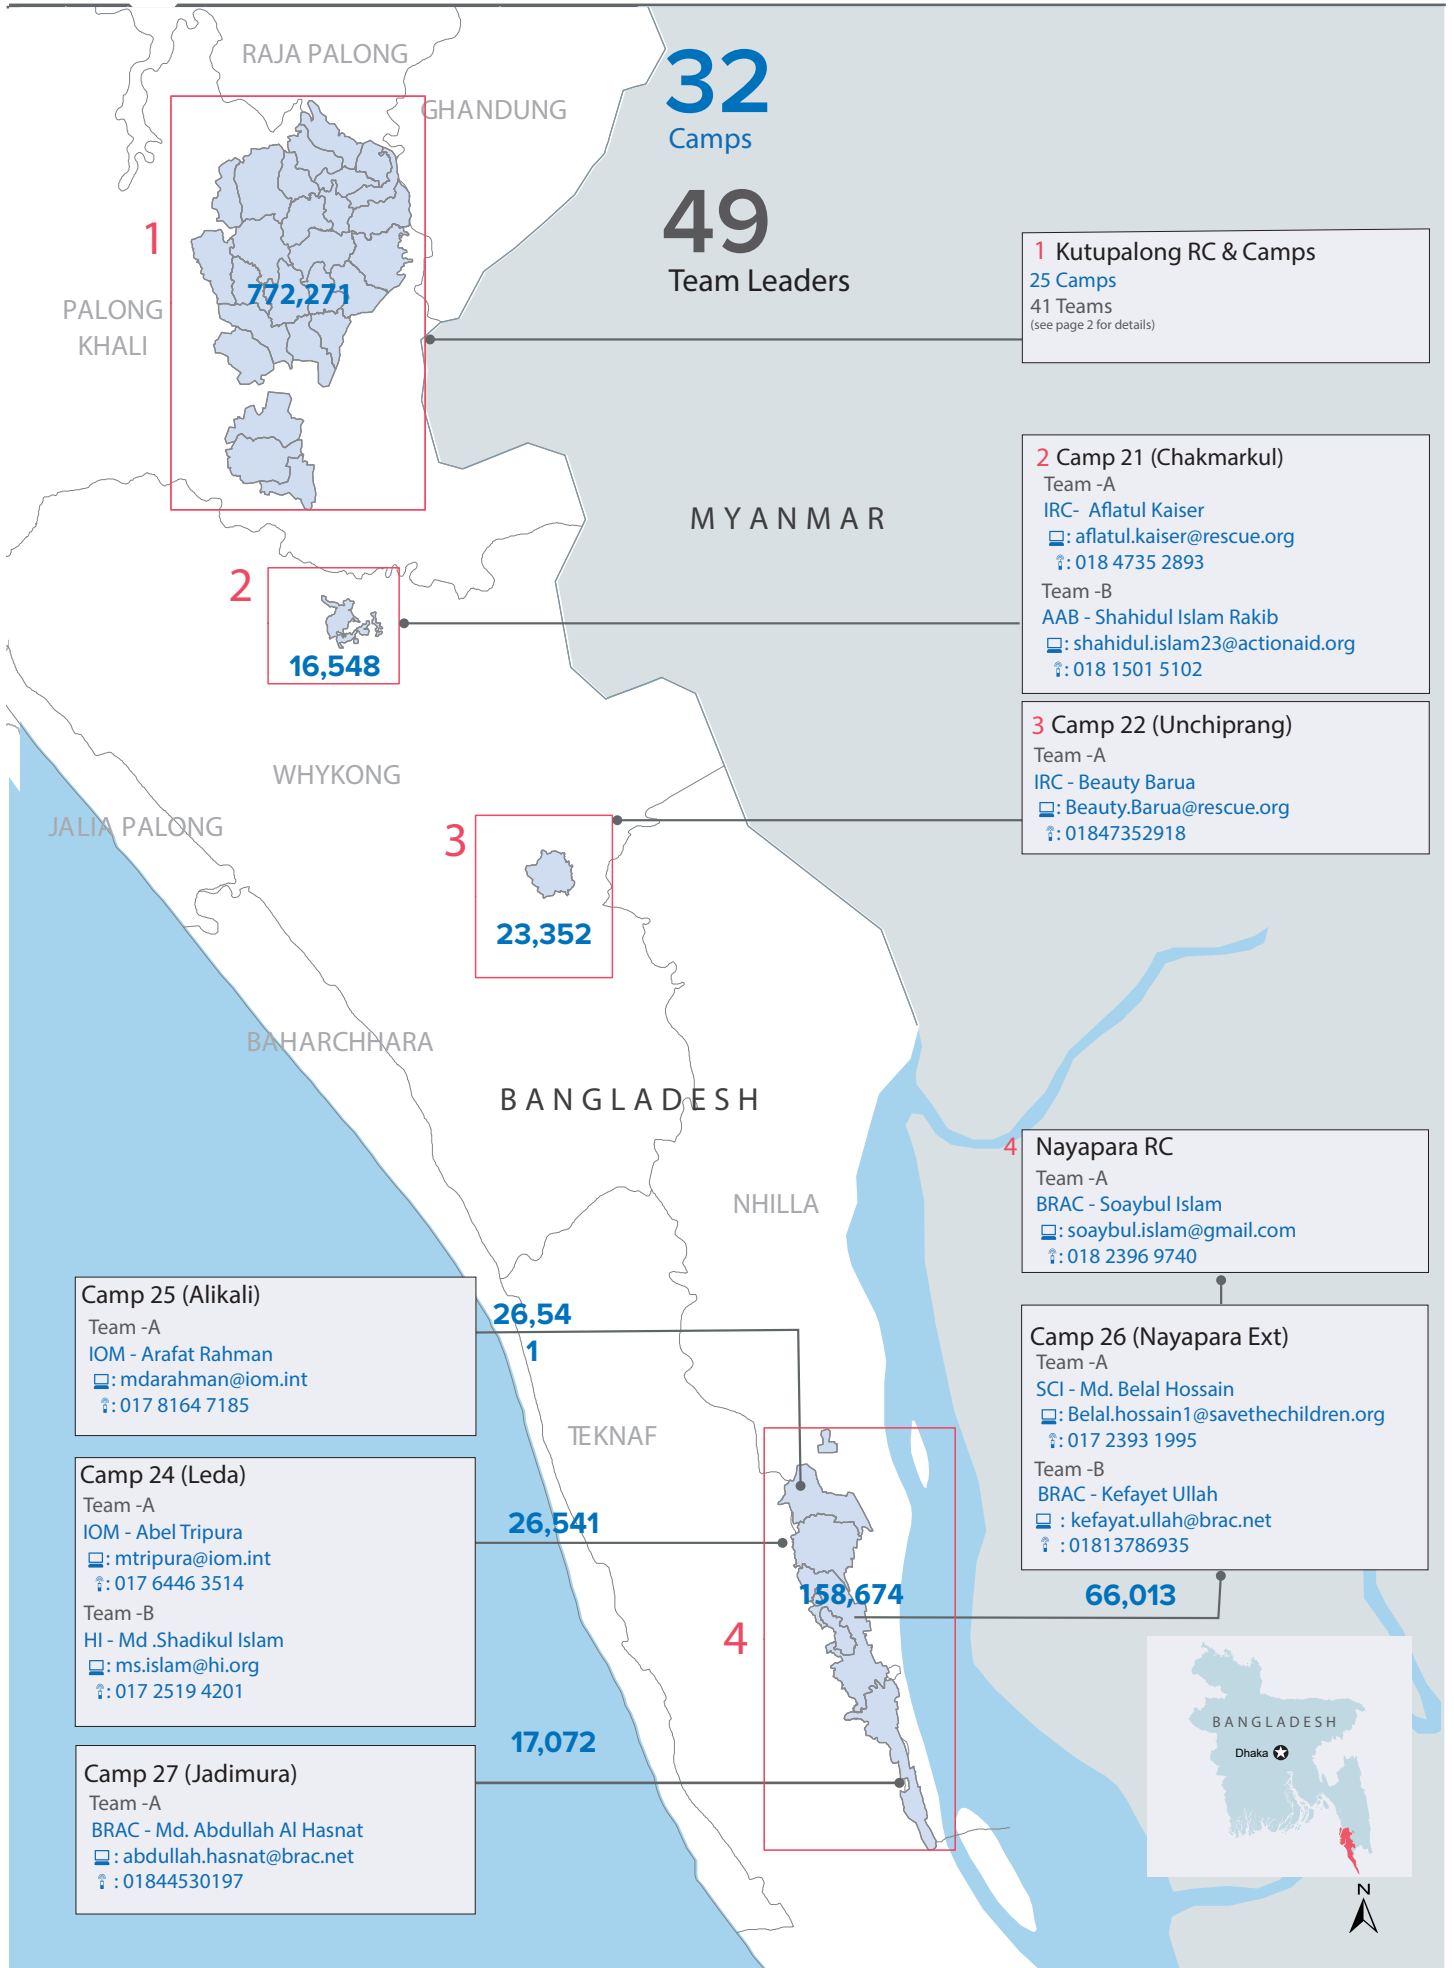 RAJA PALONG
GHANDUNG
32
Camps
49
Team Leaders
1
772,271
PALONG
KHALI
1 Kutupalong RC & Camps
25 Camps
41 Teams
(see page 2 for details)
MYANMAR
2 Camp 21 (Chakmarkul)
Team -A
IRC- Aflatul Kaiser
: aflatul.kaiser@rescue.org
: 018 4735 2893
Team -B
AAB - Shahidul Islam Rakib
: shahidul.islam23@actionaid.org
: 018 1501 5102
2
16,548
3 Camp 22 (Unchiprang)
Team -A
IRC - Beauty Barua
: Beauty.Barua@rescue.org
: 01847352918
WHYKONG
JALIA PALONG
3
23,352
BAHARCHHARA
BANGLADESH
NHILLA
4 Nayapara RC
Team -A
BRAC - Soaybul Islam
: soaybul.islam@gmail.com
: 018 2396 9740
Camp 25 (Alikali)
Team -A
IOM - Arafat Rahman
: mdarahman@iom.int
: 017 8164 7185
26,54
1
TEKNAF
Camp 26 (Nayapara Ext)
Team -A
SCI - Md. Belal Hossain
: Belal.hossain1@savethechildren.org
: 017 2393 1995
Team -B
BRAC - Kefayet Ullah
: kefayat.ullah@brac.net
: 01813786935
Camp 24 (Leda)
Team -A
IOM - Abel Tripura
: mtripura@iom.int
: 017 6446 3514
Team -B
HI - Md .Shadikul Islam
: ms.islam@hi.org
: 017 2519 4201
26,541
158,674
66,013
4
17,072
Camp 27 (Jadimura)
Team -A
BRAC - Md. Abdullah Al Hasnat
: abdullah.hasnat@brac.net
: 01844530197
BANGLADESH
Dhaka
N